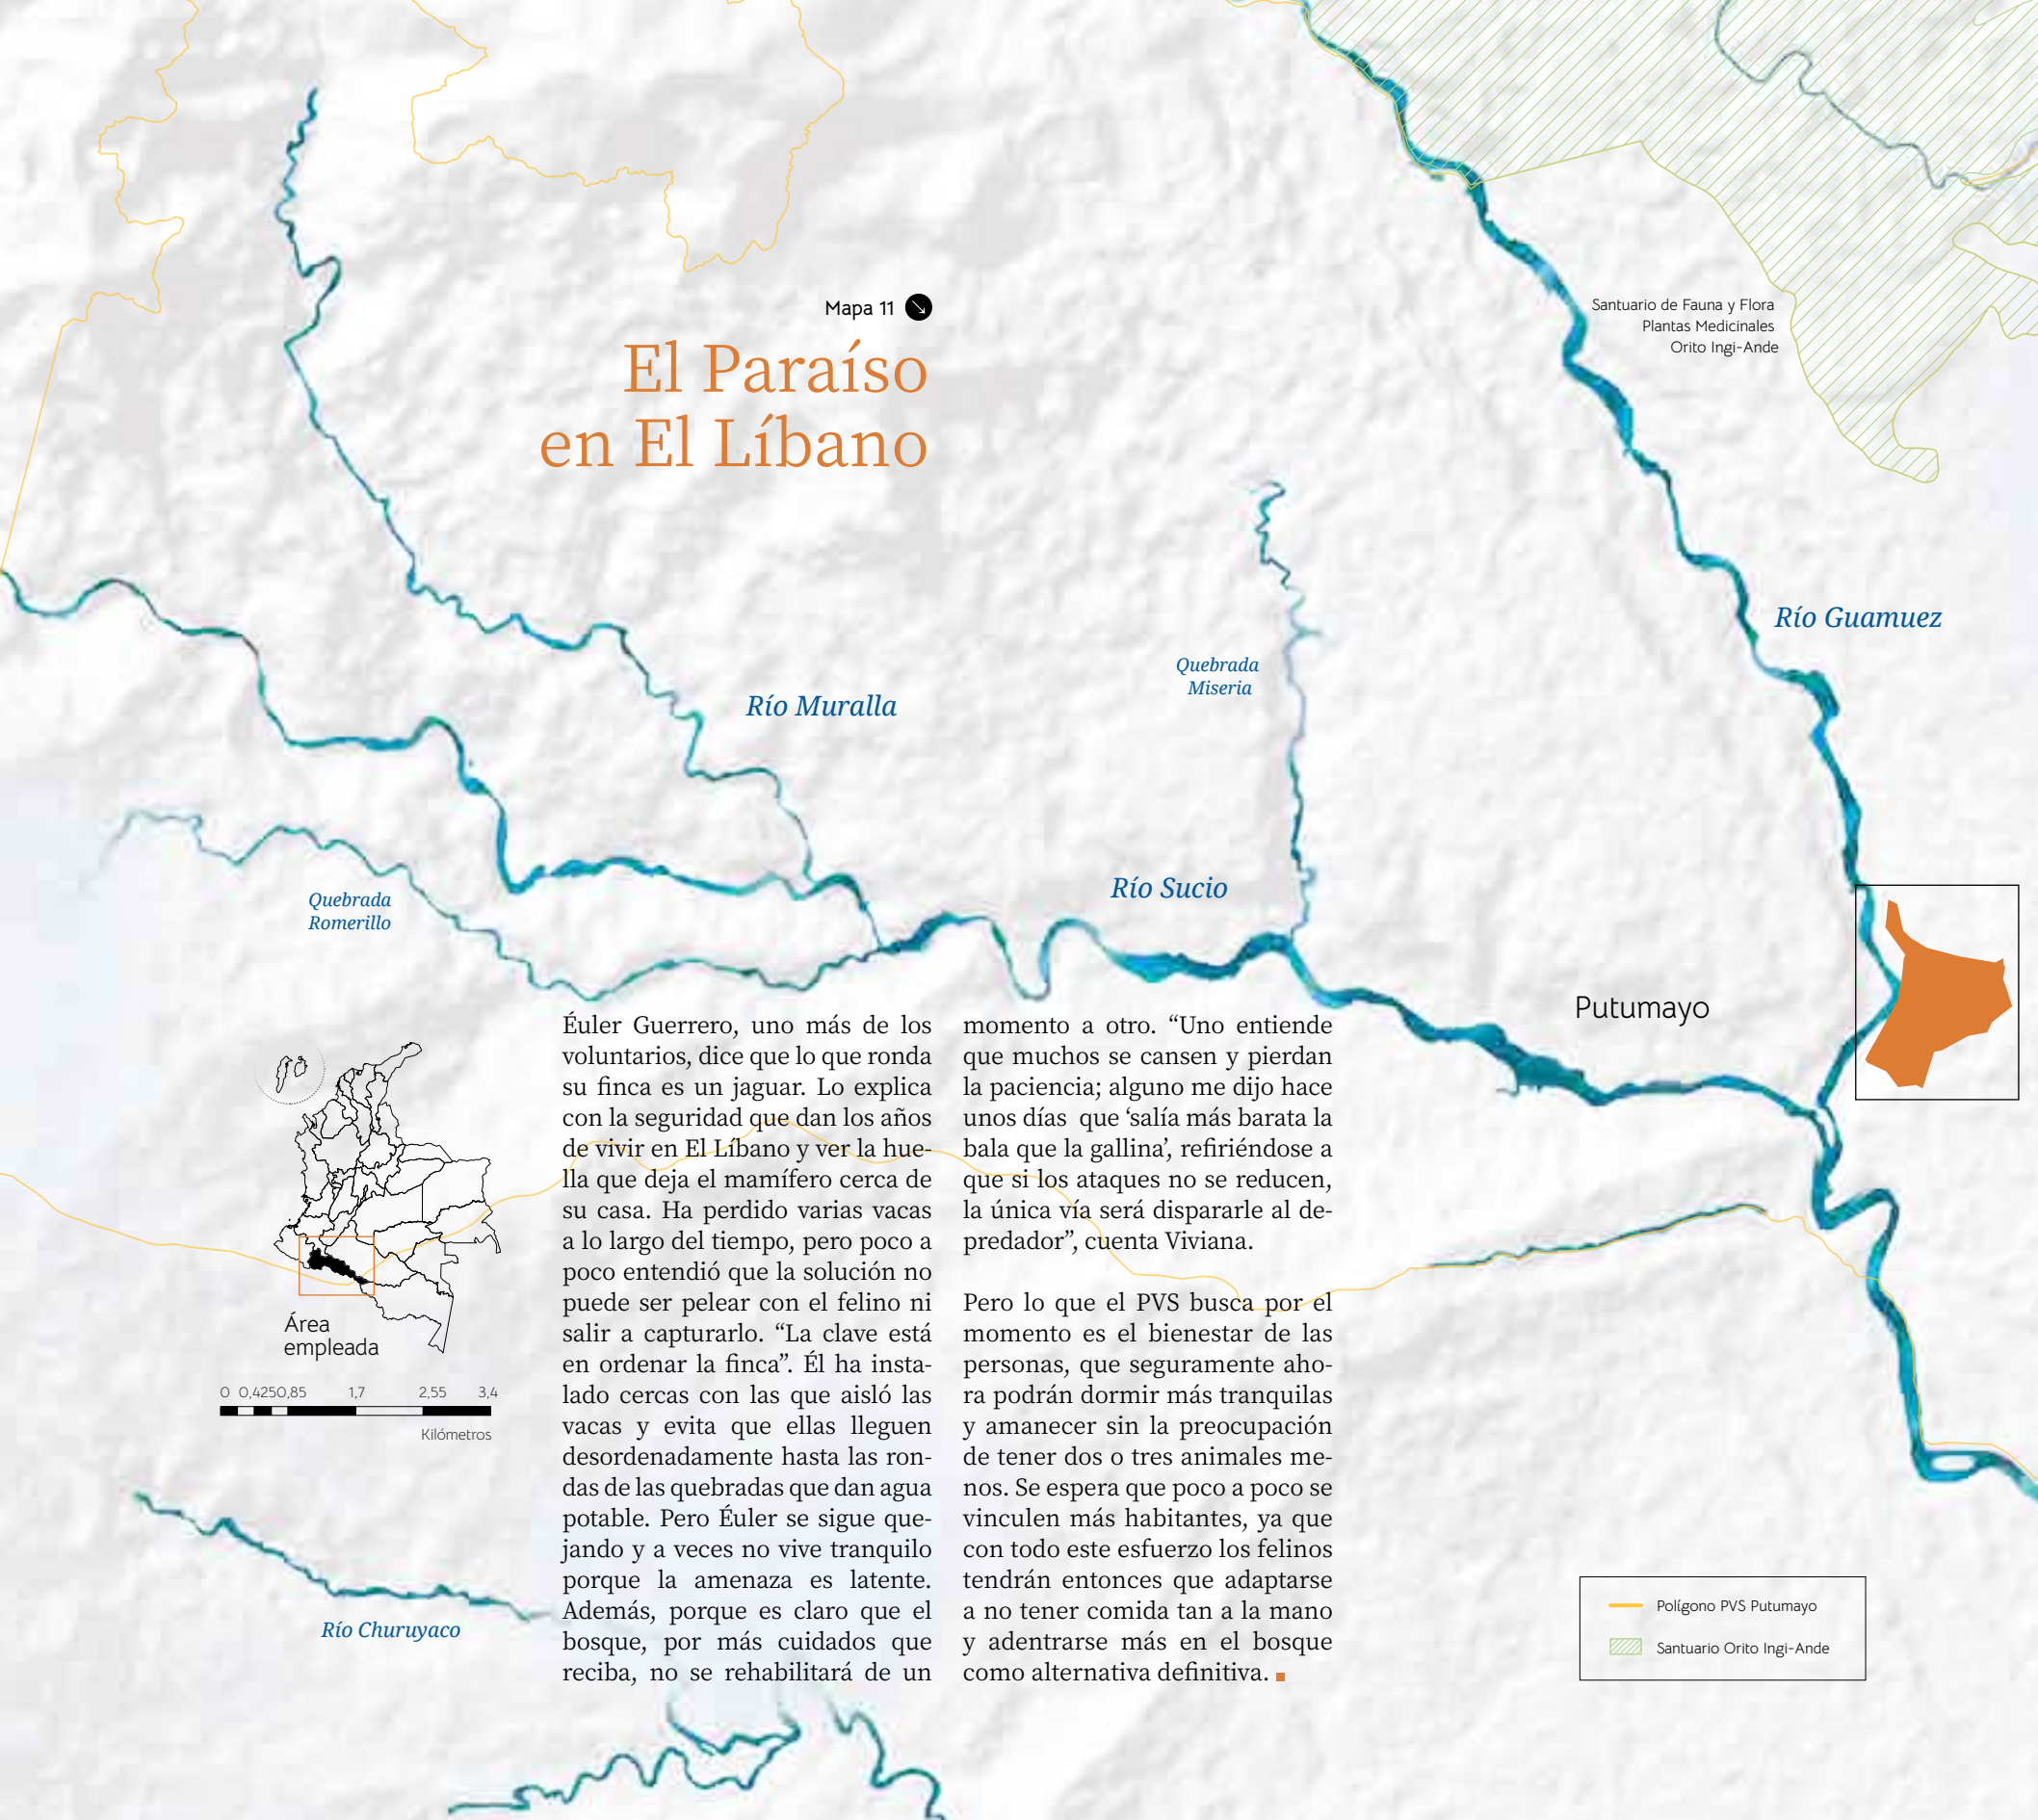 Mapa 11
El Paraíso
en El Líbano
Santuario de Fauna y Flora
Plantas Medicinales
Orito Ingi-Ande
Río Guamuez
Quebrada
Miseria
Río Muralla
Río Sucio
Quebrada
Romerillo
Putumayo
Éuler Guerrero, uno más de los
voluntarios, dice que lo que ronda
su finca es un jaguar. Lo explica
con la seguridad que dan los años
de vivir en El Líbano y ver la hue-
lla que deja el mamífero cerca de
su casa. Ha perdido varias vacas
a lo largo del tiempo, pero poco a
poco entendió que la solución no
puede ser pelear con el felino ni
salir a capturarlo. “La clave está
en ordenar la finca”. Él ha insta-
lado cercas con las que aisló las
vacas y evita que ellas lleguen
desordenadamente hasta las ron-
das de las quebradas que dan agua
potable. Pero Éuler se sigue que-
jando y a veces no vive tranquilo
porque la amenaza es latente.
Además, porque es claro que el
bosque, por más cuidados que
reciba, no se rehabilitará de un
momento a otro. “Uno entiende
que muchos se cansen y pierdan
la paciencia; alguno me dijo hace
unos días que ‘salía más barata la
bala que la gallina’, refiriéndose a
que si los ataques no se reducen,
la única vía será dispararle al de-
predador”, cuenta Viviana.
Pero lo que el PVS busca por el
momento es el bienestar de las
personas, que seguramente aho-
ra podrán dormir más tranquilas
y amanecer sin la preocupación
de tener dos o tres animales me-
nos. Se espera que poco a poco se
vinculen más habitantes, ya que
con todo este esfuerzo los felinos
tendrán entonces que adaptarse
a no tener comida tan a la mano
y adentrarse más en el bosque
como alternativa definitiva.
Área
empleada
0 0,4250,85 1,7 2,55 3,4
Kilómetros
Río Churuyaco
Polígono PVS Putumayo
Santuario Orito Ingi-Ande